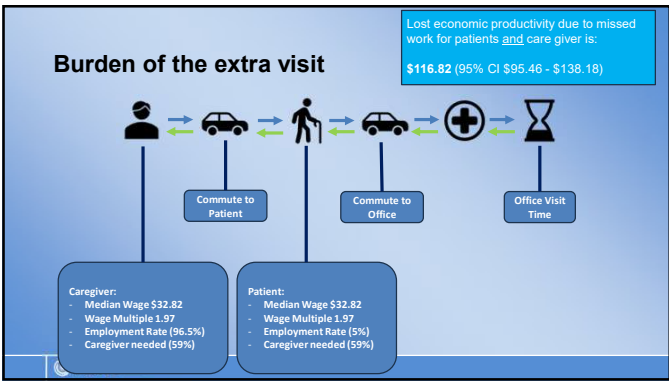 Lost economic productivity due to missed
work for patients and care giver is:
$116.82 (95% CI $95.46 - $138.18)
Burden of the extra visit
Commute to
Patient
Commute to
Office
Office Visit
Time
Caregiver:
- Median Wage $32.82
- Wage Multiple 1.97
- Employment Rate (96.5%)
- Caregiver needed (59%)
Patient:
- Median Wage $32.82
- Wage Multiple 1.97
- Employment Rate (5%)
- Caregiver needed (59%)